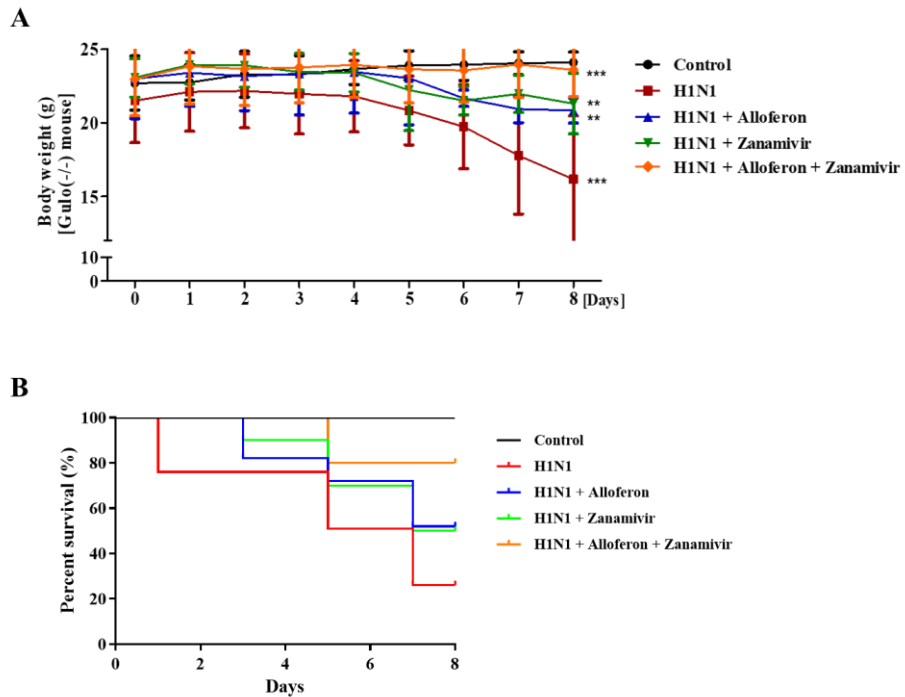 A
Body weight (g)
[Gulo(-/-) mouse]
25
20
15
10
0
0 1 2 3 4 5 6 7 8 [Days]
***
**
**
***
Control
H1N1
H1N1 + Alloferon
H1N1 + Zanamivir
H1N1 + Alloferon + Zanamivir
B
Percent survival (%)
100
80
60
40
20
0
0 2 4 6 8
Days
Control
H1N1
H1N1 + Alloferon
H1N1 + Zanamivir
H1N1 + Alloferon + Zanamivir